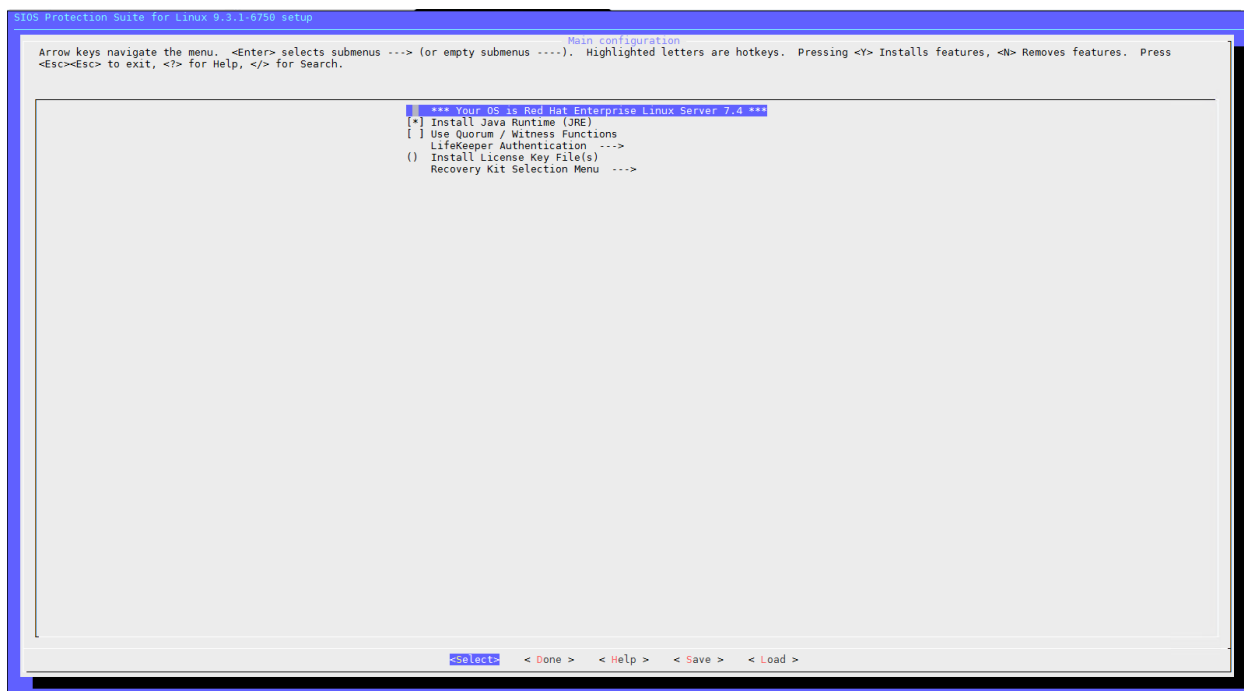 SIOS Protection Suite for Linux 9.3.1-6750 setup
Main configuration
Arrow keys navigate the menu.  <Enter> selects submenus ---> (or empty submenus ----).  Highlighted letters are hotkeys.  Pressing <Y> Installs features, <N> Removes features.  Press
<Esc><Esc> to exit, <?> for Help, </> for Search.
*** Your OS is Red Hat Enterprise Linux Server 7.4 ***
[*] Install Java Runtime (JRE)
[ ] Use Quorum / Witness Functions
LifeKeeper Authentication  --->
()  Install License Key File(s)
Recovery Kit Selection Menu  --->
<Select>    < Done >    < Help >    < Save >    < Load >